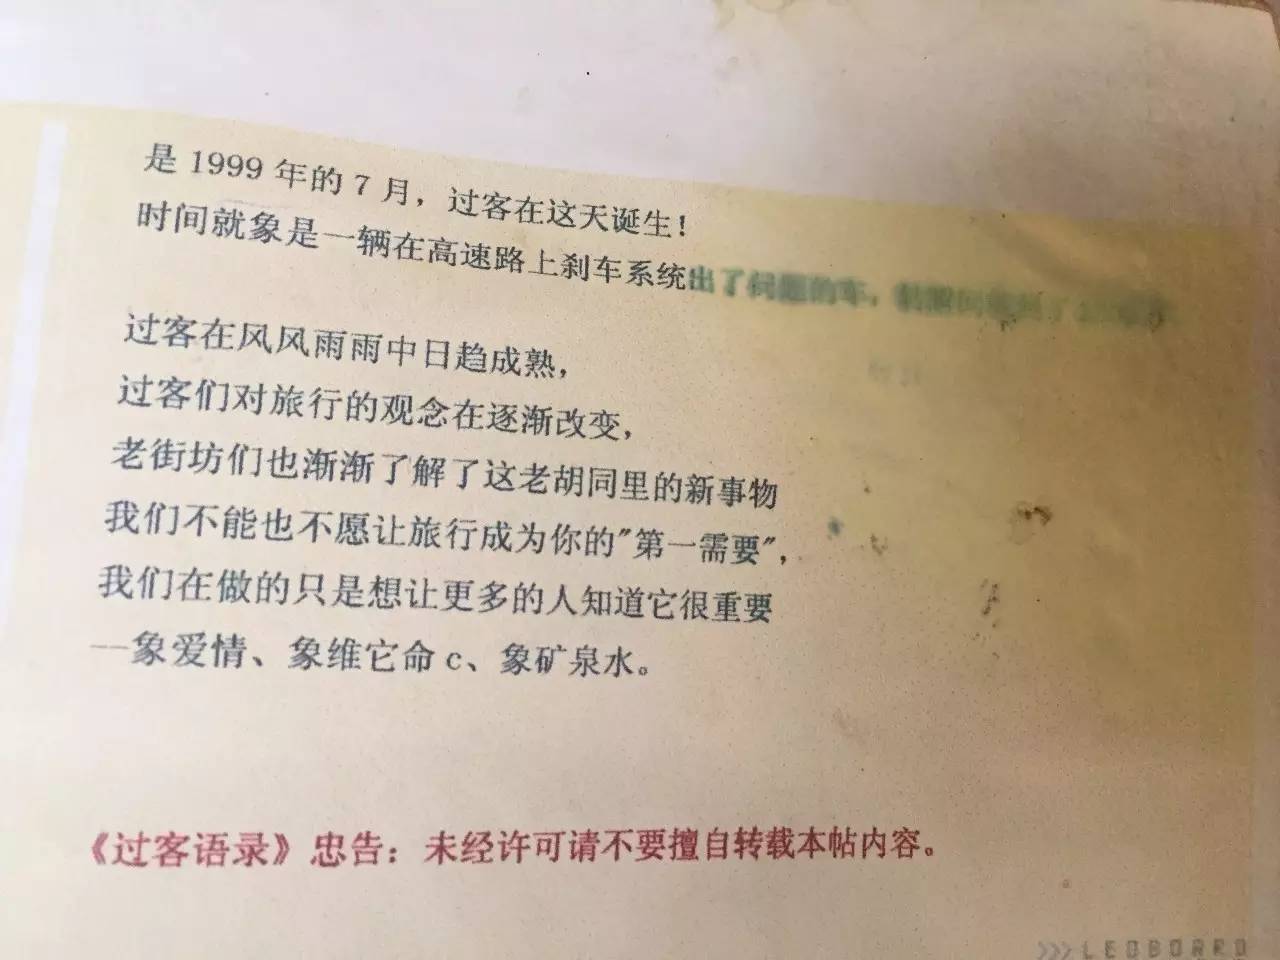 是 1999 年的 7 月，过客在这天诞生！
时间就象是一辆在高速路上刹车系统出了问题的车，
过客在风风雨雨中日趋成熟，
过客们对旅行的观念在逐渐改变，
老街坊们也渐渐了解了这老胡同里的新事物
我们不能也不愿让旅行成为你的"第一需要"，
我们在做的只是想让更多的人知道它很重要
—象爱情、象维它命 c、象矿泉水。
《过客语录》忠告：未经许可请不要擅自转载本帖内容。
>>> LEOBORRO